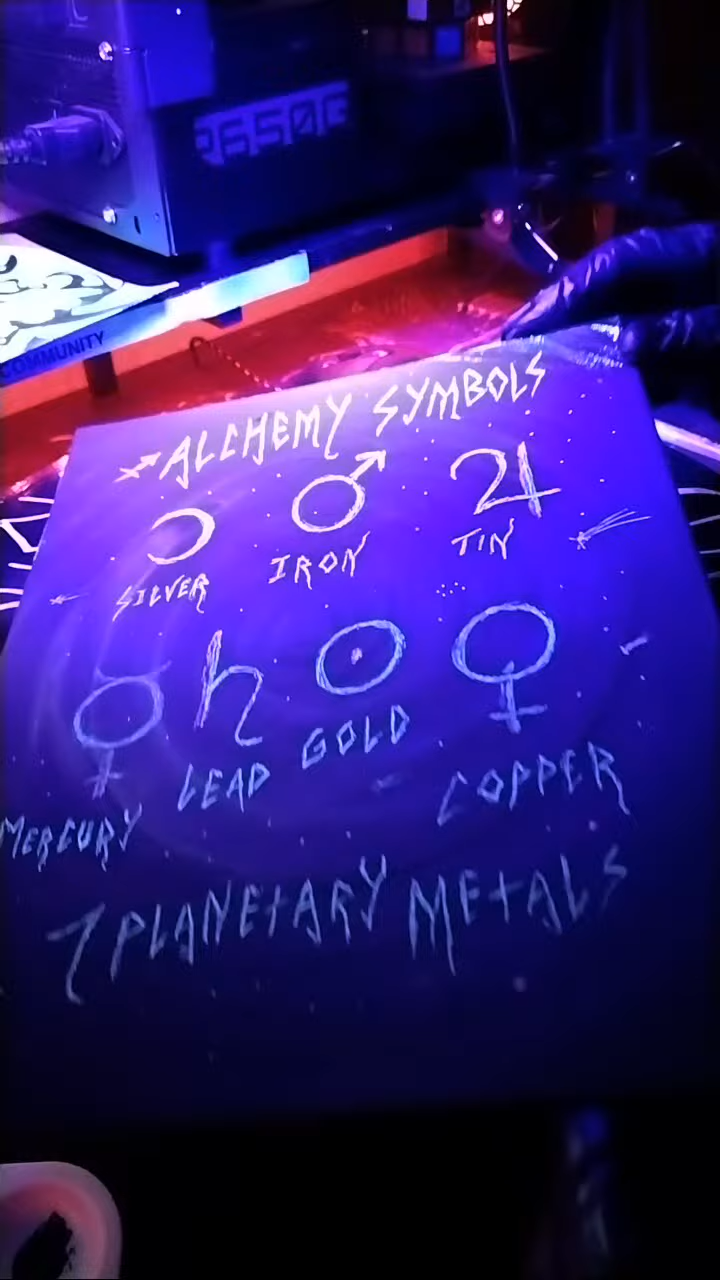 COMMUNITY
ALCHEMY SYMBOLS
SILVER IRON TIN
MERCURY LEAD GOLD COPPER
7 PLANETARY METALS